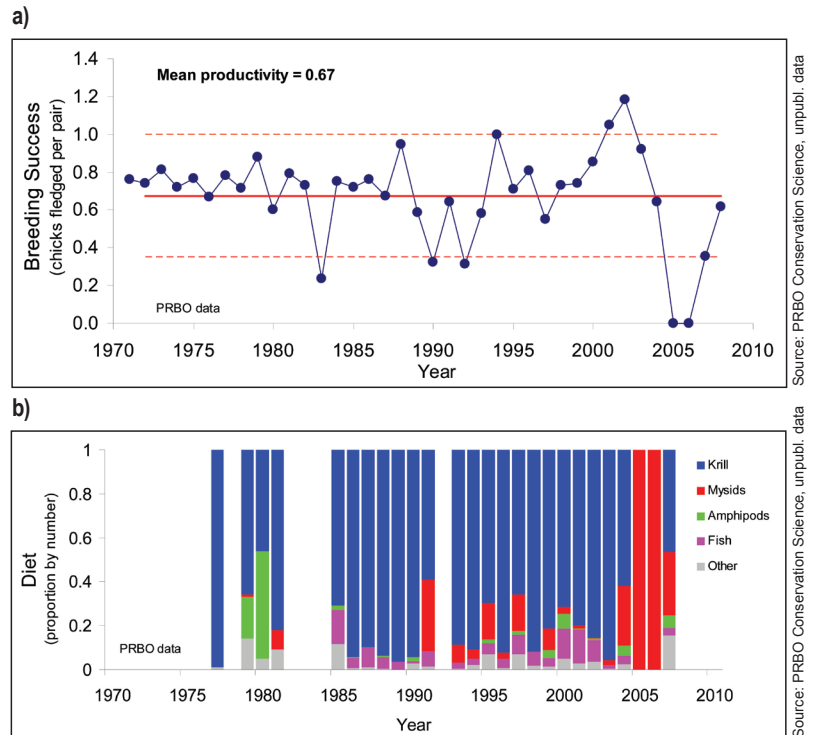 a)
1.4
Mean productivity = 0.67
1.2
1.0
0.8
0.6
0.4
0.2
0.0
PRBO data
1970 1975 1980 1985 1990 1995 2000 2005 2010
Year
Breeding Success
(chicks fledged per pair)
Source: PRBO Conservation Science, unpubl. data
b)
1
0.8
0.6
0.4
0.2
0
PRBO data
Krill
Mysids
Amphipods
Fish
Other
1970 1975 1980 1985 1990 1995 2000 2005 2010
Year
Diet
(proportion by number)
Source: PRBO Conservation Science, unpubl. data